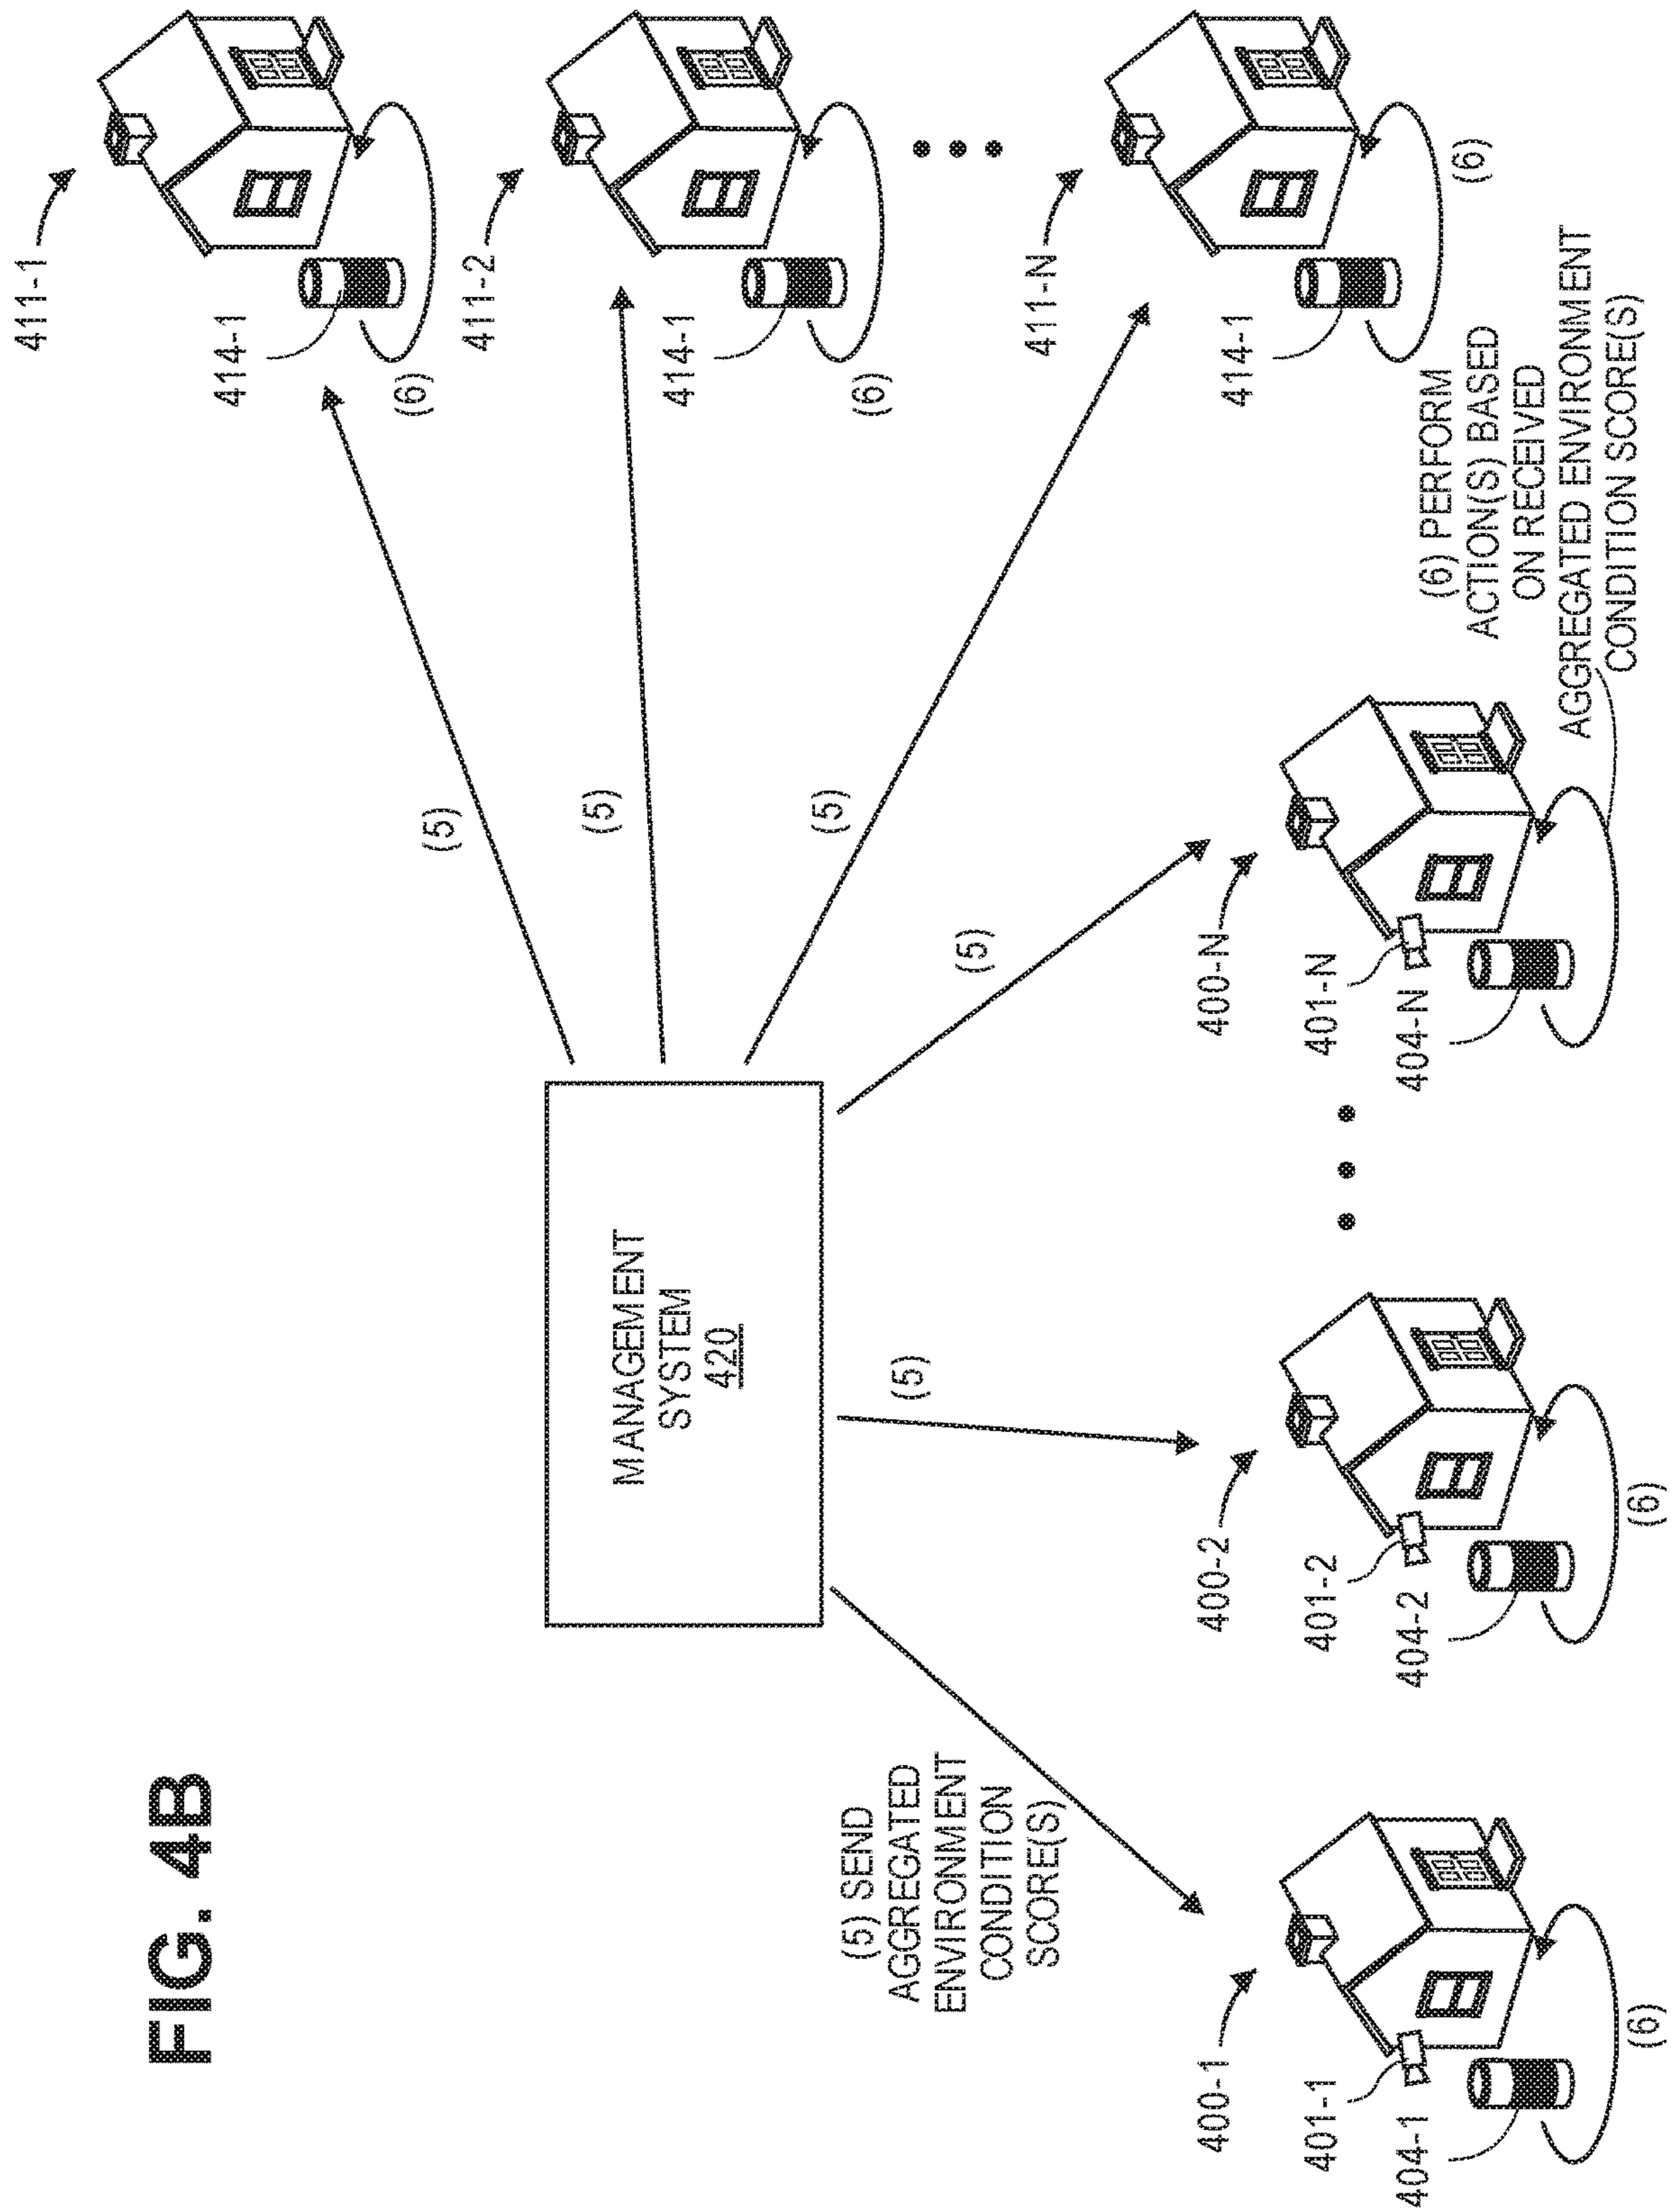 FIG. 4B
MANAGEMENT
SYSTEM
420
(5) SEND
AGGREGATED
ENVIRONMENT
CONDITION
SCORE(S)
(5)
(5)
(5)
(5)
(5)
400-1
401-1
404-1
(6)
400-2
401-2
404-2
(6)
400-N
401-N
404-N
(6) PERFORM
ACTION(S) BASED
ON RECEIVED
AGGREGATED ENVIRONMENT
CONDITION SCORE(S)
411-1
414-1
(6)
411-2
414-1
(6)
411-N
414-1
(6)